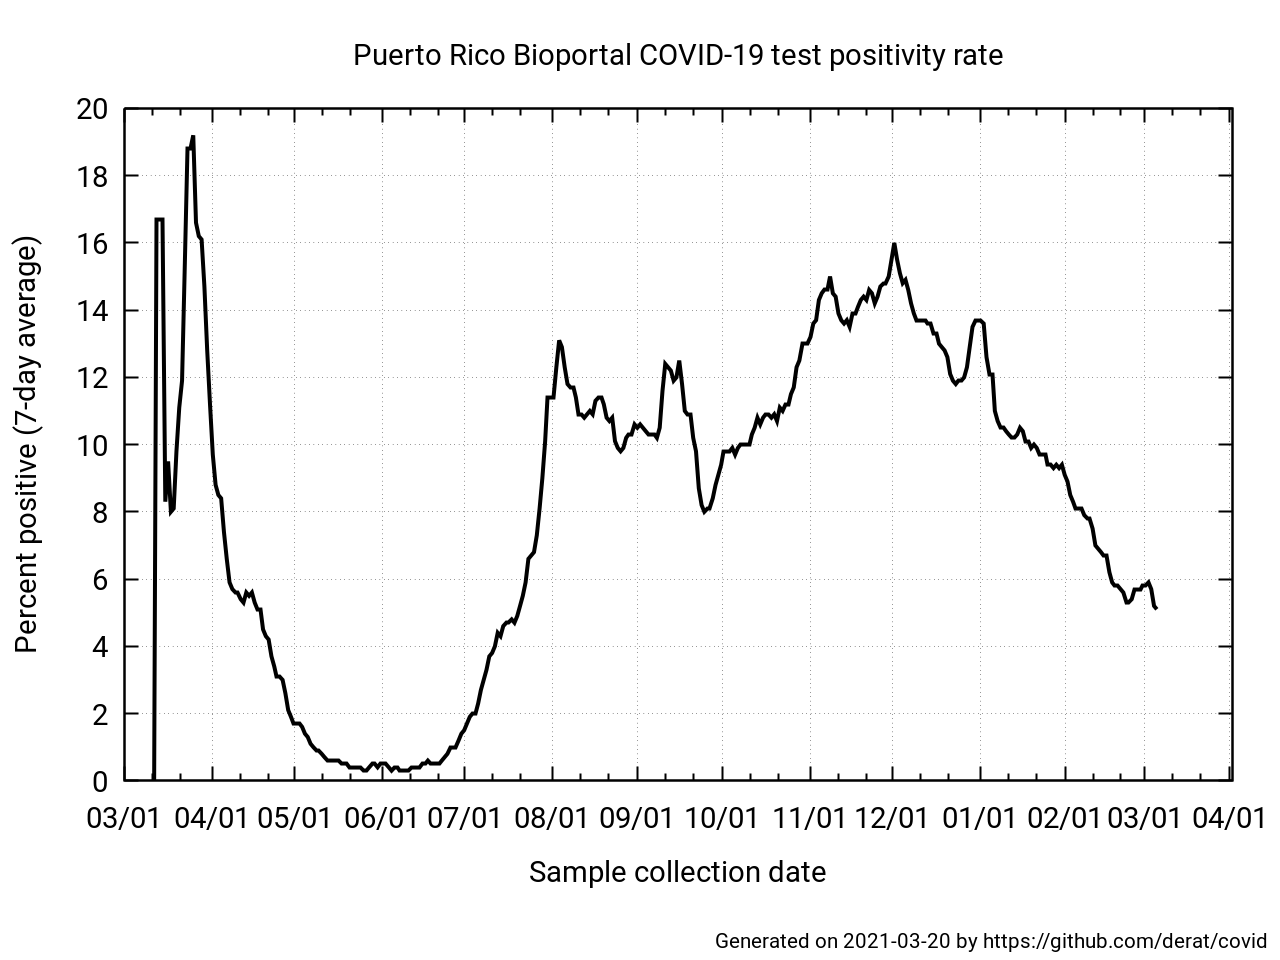 Puerto Rico Bioportal COVID-19 test positivity rate
20
18
16
14
12
10
8
6
4
2
0
Percent positive (7-day average)
03/01 04/01 05/01 06/01 07/01 08/01 09/01 10/01 11/01 12/01 01/01 02/01 03/01 04/01
Sample collection date
Generated on 2021-03-20 by https://github.com/derat/covid